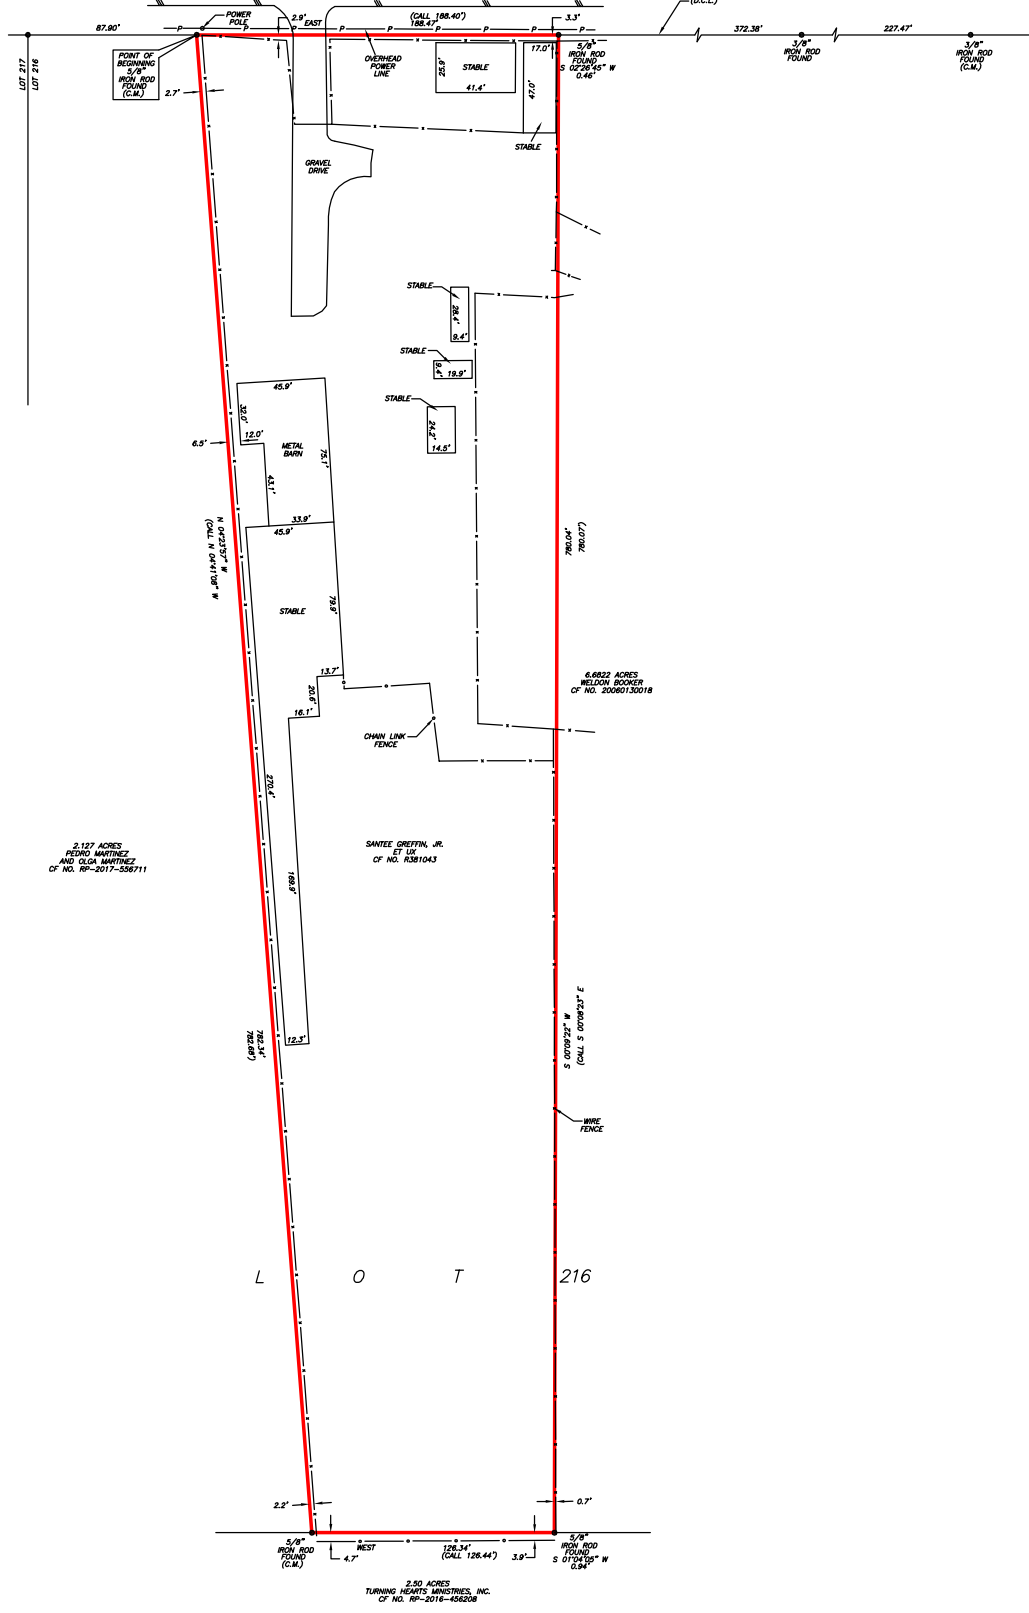 (D.C.L.)
87.90'
POWER
POLE
2.9'
EAST
(CALL 188.40')
188.47'
3.3'
372.38'
227.47'
LOT 217
LOT 216
POINT OF
BEGINNING
5/8"
IRON ROD
FOUND
(C.M.)
2.7'
OVERHEAD
POWER
LINE
25.9'
STABLE
41.4'
17.0'
47.0'
STABLE
5/8"
IRON ROD
FOUND
S 02°26'45" W
0.46'
3/8"
IRON ROD
FOUND
3/8"
IRON ROD
FOUND
(C.M.)
GRAVEL
DRIVE
STABLE
28.4'
9.4'
STABLE
9.4'
19.9'
STABLE
24.2'
14.5'
45.9'
32.0'
12.0'
6.5'
METAL
BARN
75.1'
43.1'
33.9'
45.9'
N 04°23'57" W
(CALL N 04°41'08" W
780.04'
780.07')
STABLE
79.9'
13.7'
20.6'
16.1'
CHAIN LINK
FENCE
6.6822 ACRES
WELDON BOOKER
CF NO. 20060130018
270.4'
2.127 ACRES
PEDRO MARTINEZ
AND OLGA MARTINEZ
CF NO. RP-2017-556711
SANTEE GREFFIN, JR.
ET UX
CF NO. R381043
169.9'
12.3'
782.34'
782.68')
S 00°09'22" W
(CALL S 00°08'23" E
WIRE
FENCE
L O T 216
2.2'
0.7'
5/8"
IRON ROD
FOUND
(C.M.)
4.7'
WEST
126.34'
(CALL 126.44')
3.9'
5/8"
IRON ROD
FOUND
S 01°04'05" W
0.94'
2.50 ACRES
TURNING HEARTS MINISTRIES, INC.
CF NO. RP-2016-456208